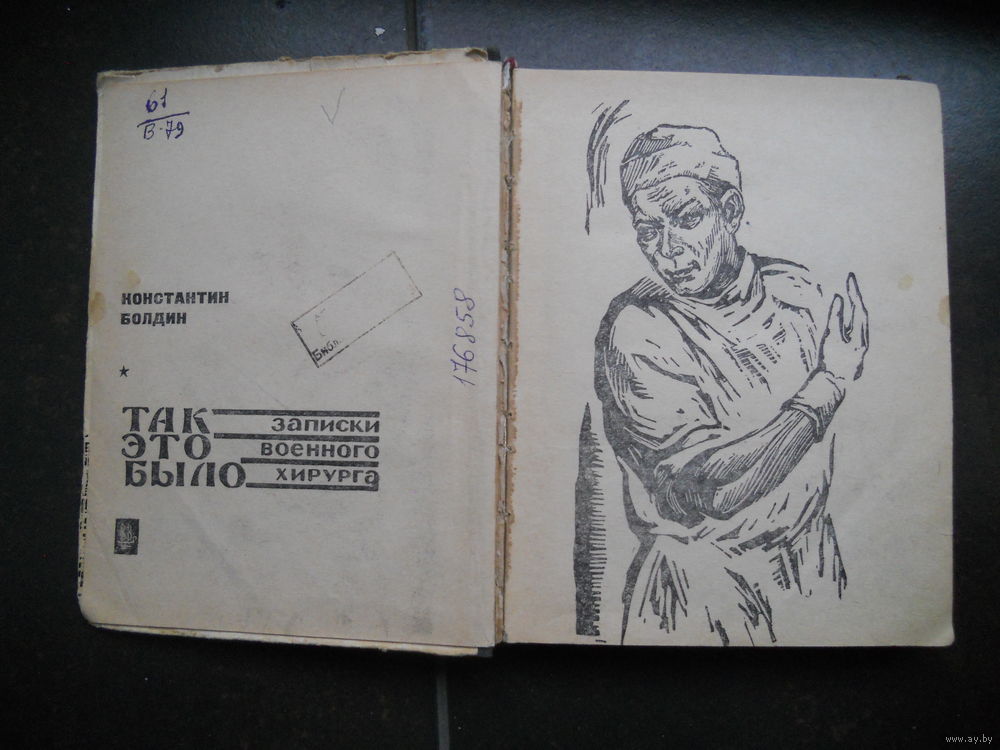 61
В-79
КОНСТАНТИН
БОЛДИН
ТАК
ЭТО
БЫЛО
ЗАПИСКИ
ВОЕННОГО
ХИРУРГА
176858
www.ay.by